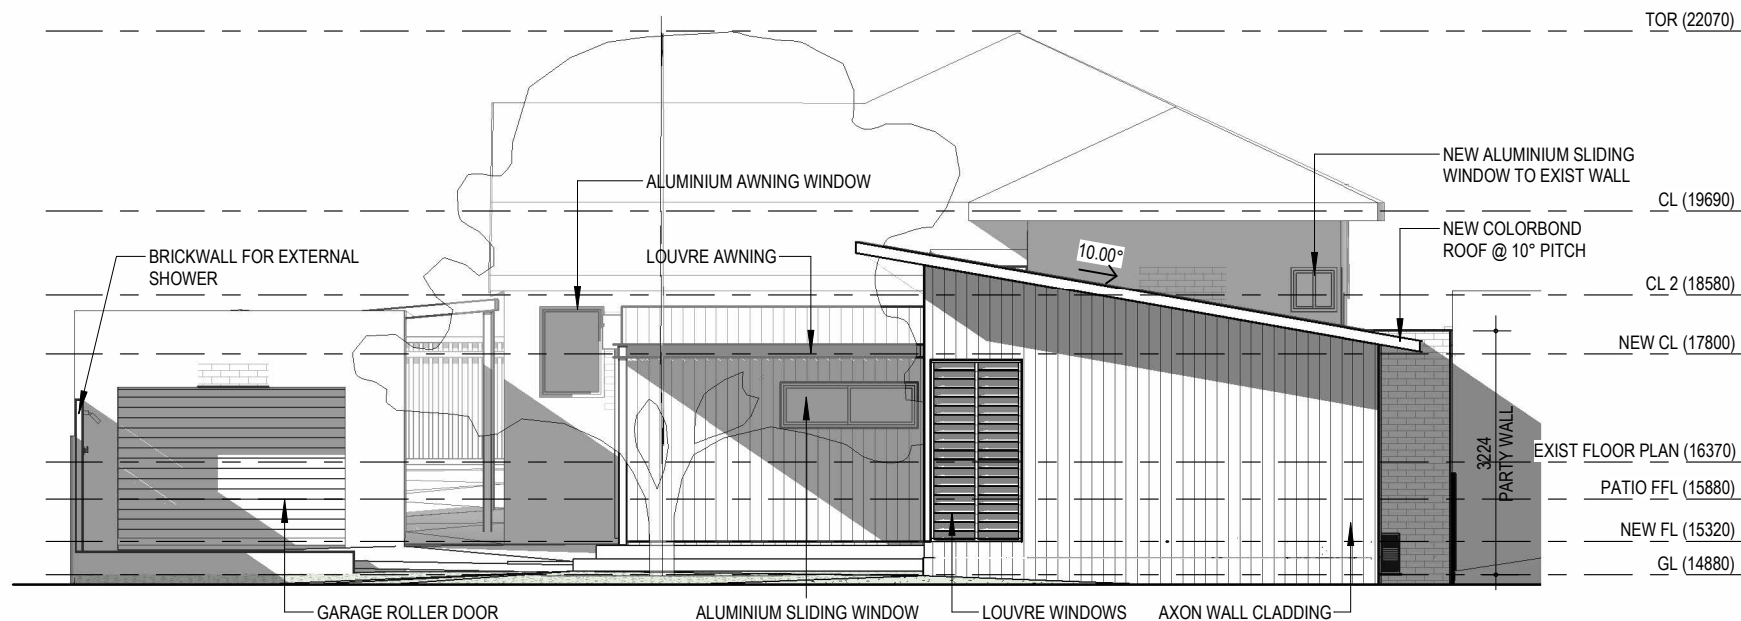 TOR (22070)
NEW ALUMINIUM SLIDING
WINDOW TO EXIST WALL
ALUMINIUM AWNING WINDOW
CL (19690)
NEW COLORBOND
ROOF @ 10° PITCH
10.00°
BRICKWALL FOR EXTERNAL
SHOWER
LOUVRE AWNING
CL 2 (18580)
NEW CL (17800)
3224
PARTY WALL
EXIST FLOOR PLAN (16370)
PATIO FFL (15880)
NEW FL (15320)
GL (14880)
GARAGE ROLLER DOOR
ALUMINIUM SLIDING WINDOW
LOUVRE WINDOWS
AXON WALL CLADDING